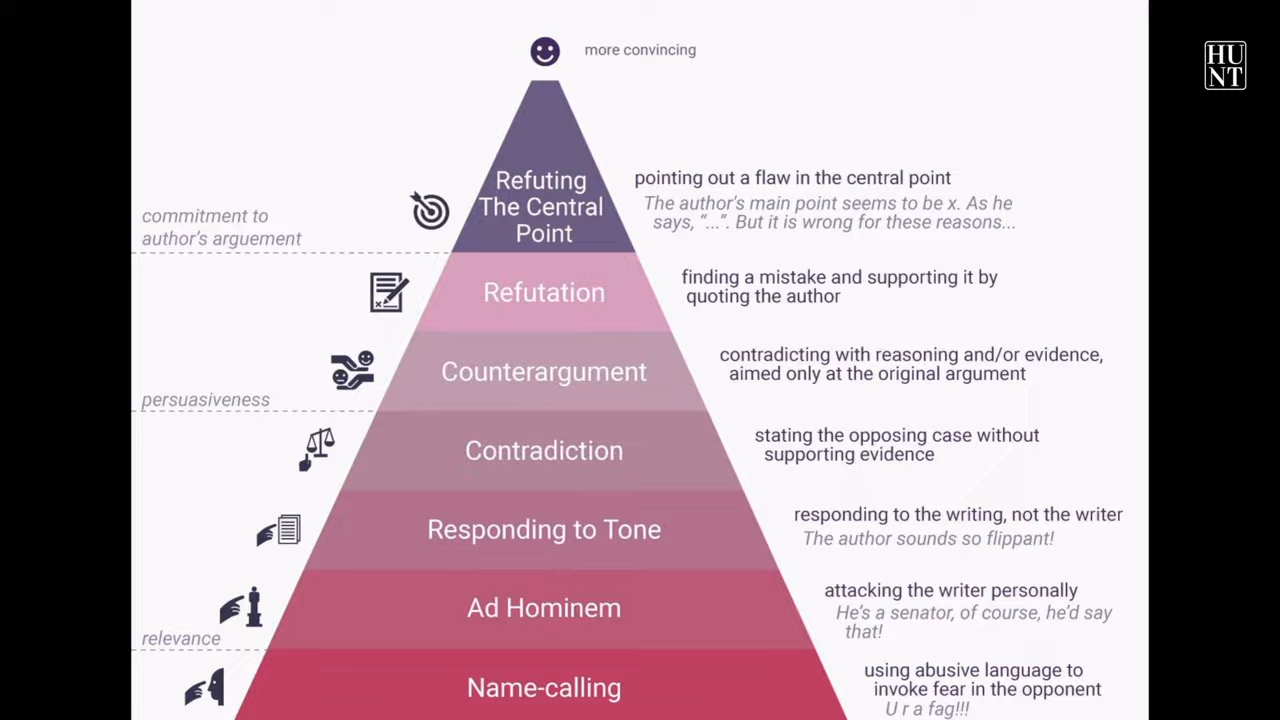 HU
NT
more convincing
Refuting
The Central
Point
pointing out a flaw in the central point
The author's main point seems to be x. As he
says, “...”. But it is wrong for these reasons...
commitment to
author's arguement
Refutation
finding a mistake and supporting it by
quoting the author
Counterargument
contradicting with reasoning and/or evidence,
aimed only at the original argument
persuasiveness
Contradiction
stating the opposing case without
supporting evidence
Responding to Tone
responding to the writing, not the writer
The author sounds so flippant!
Ad Hominem
attacking the writer personally
He's a senator, of course, he'd say
that!
relevance
Name-calling
using abusive language to
invoke fear in the opponent
U r a fag!!!